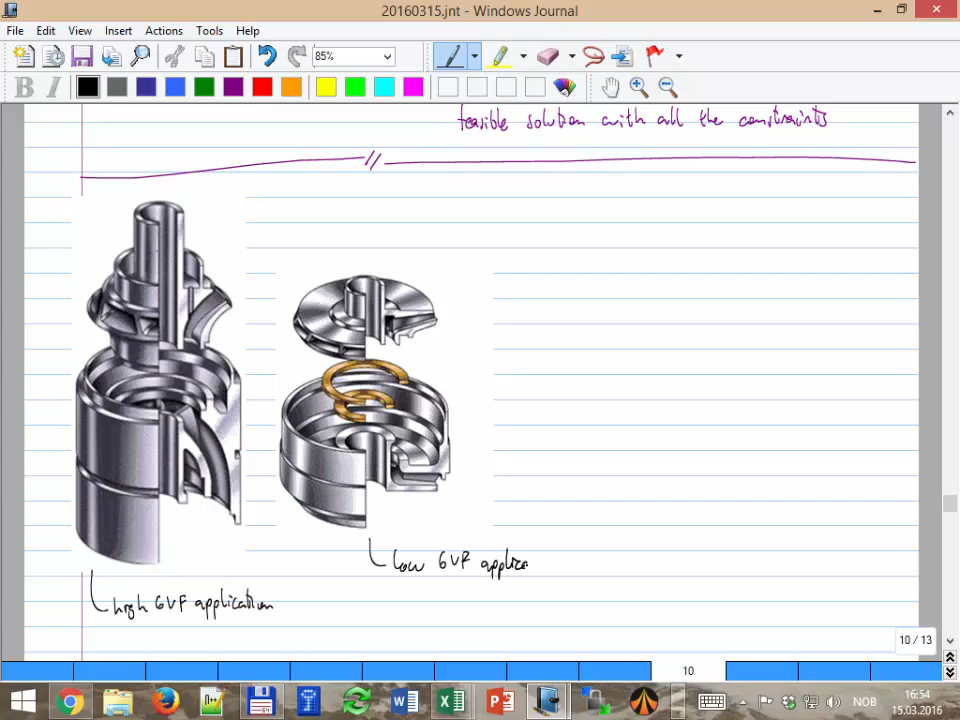 20160315.jnt - Windows Journal
File Edit View Insert Actions Tools Help
85%
B I
feasible solution with all the constraints
low GVF applica
high GVF application
10 / 13
10
NOB
16:54
15.03.2016